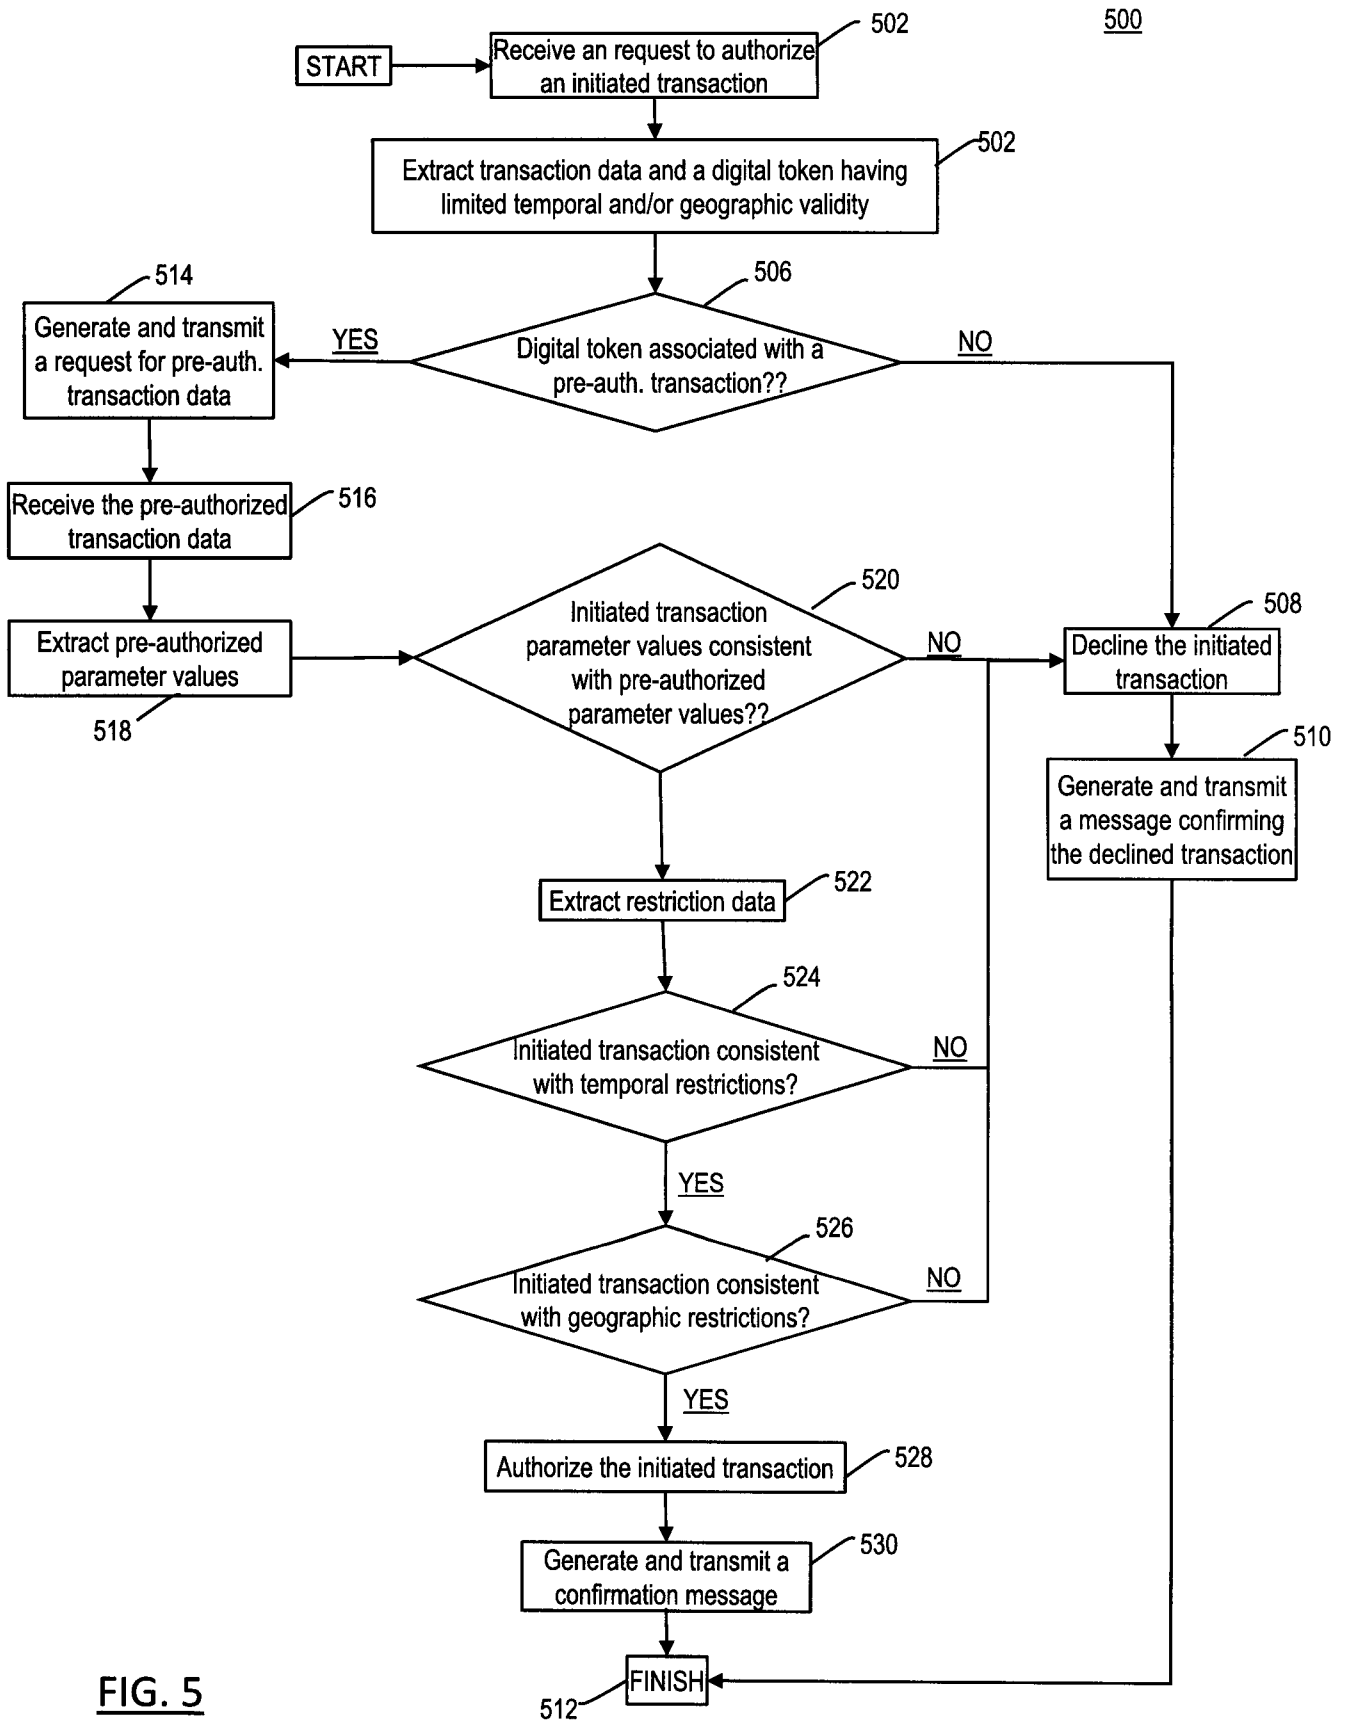 500
502
START
Receive an request to authorize
an initiated transaction
502
Extract transaction data and a digital token having
limited temporal and/or geographic validity
506
Digital token associated with a
pre-auth. transaction??
YES
NO
514
Generate and transmit
a request for pre-auth.
transaction data
516
Receive the pre-authorized
transaction data
Extract pre-authorized
parameter values
518
520
Initiated transaction
parameter values consistent
with pre-authorized
parameter values??
NO
508
Decline the initiated
transaction
510
Generate and transmit
a message confirming
the declined transaction
522
Extract restriction data
524
Initiated transaction consistent
with temporal restrictions?
NO
YES
526
Initiated transaction consistent
with geographic restrictions?
NO
YES
528
Authorize the initiated transaction
530
Generate and transmit a
confirmation message
FINISH
512
FIG. 5